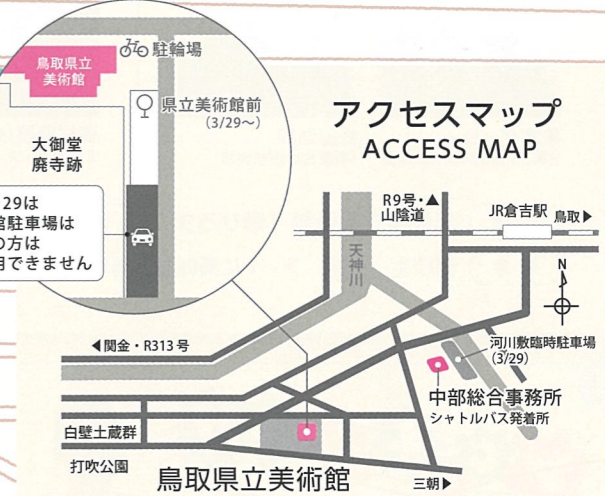 鳥取県立
美術館
駐輪場
県立美術館前
(3/29〜)
大御堂
廃寺跡
29は
館駐車場は
の方は
用できません
アクセスマップ
ACCESS MAP
R9号・▲
山陰道
JR倉吉駅
鳥取▶
天神川
N
◀関金・R313号
河川敷臨時駐車場
(3/29)
中部総合事務所
シャトルバス発着所
白壁土蔵群
打吹公園
鳥取県立美術館
三朝▶